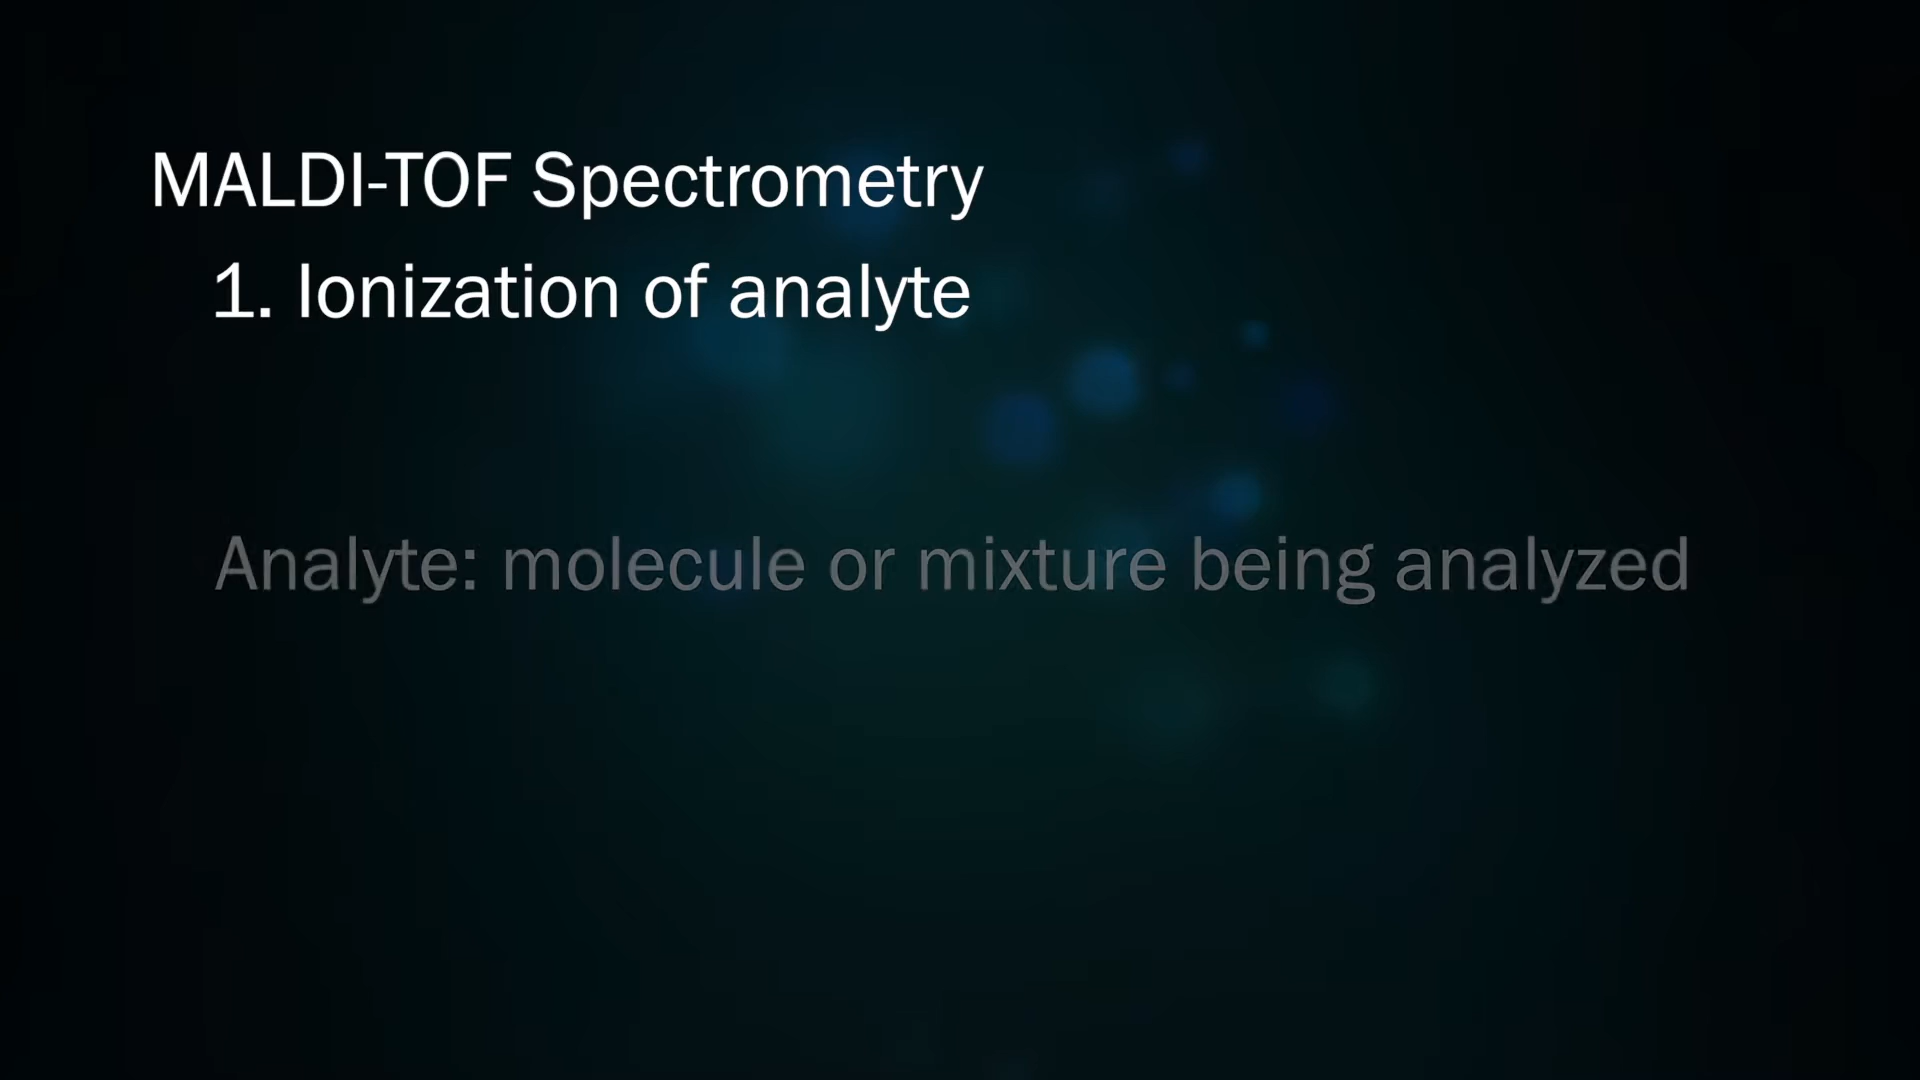 MALDI-TOF Spectrometry
1. Ionization of analyte
Analyte: molecule or mixture being analyzed